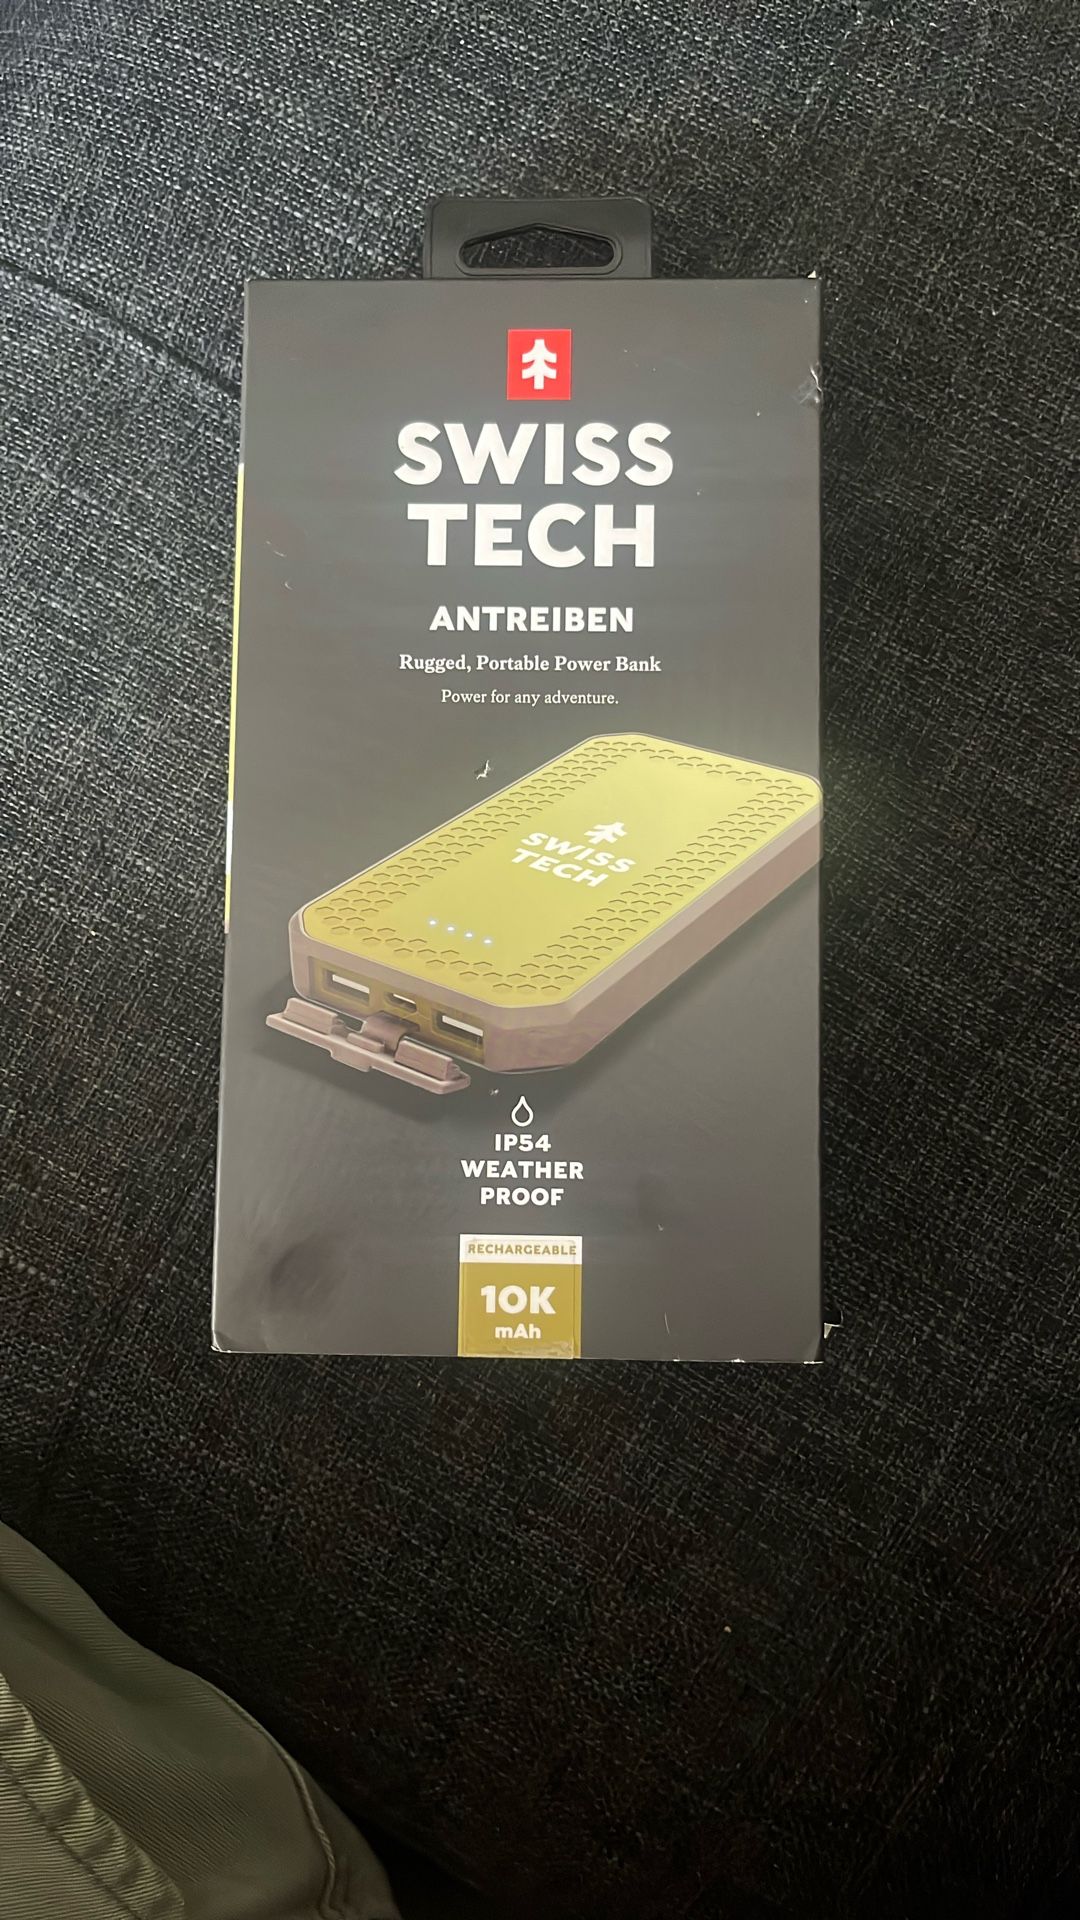 SWISS
TECH
ANTREIBEN
Rugged, Portable Power Bank
Power for any adventure.
SWISS
TECH
IP54
WEATHER
PROOF
RECHARGEABLE
10K
mAh